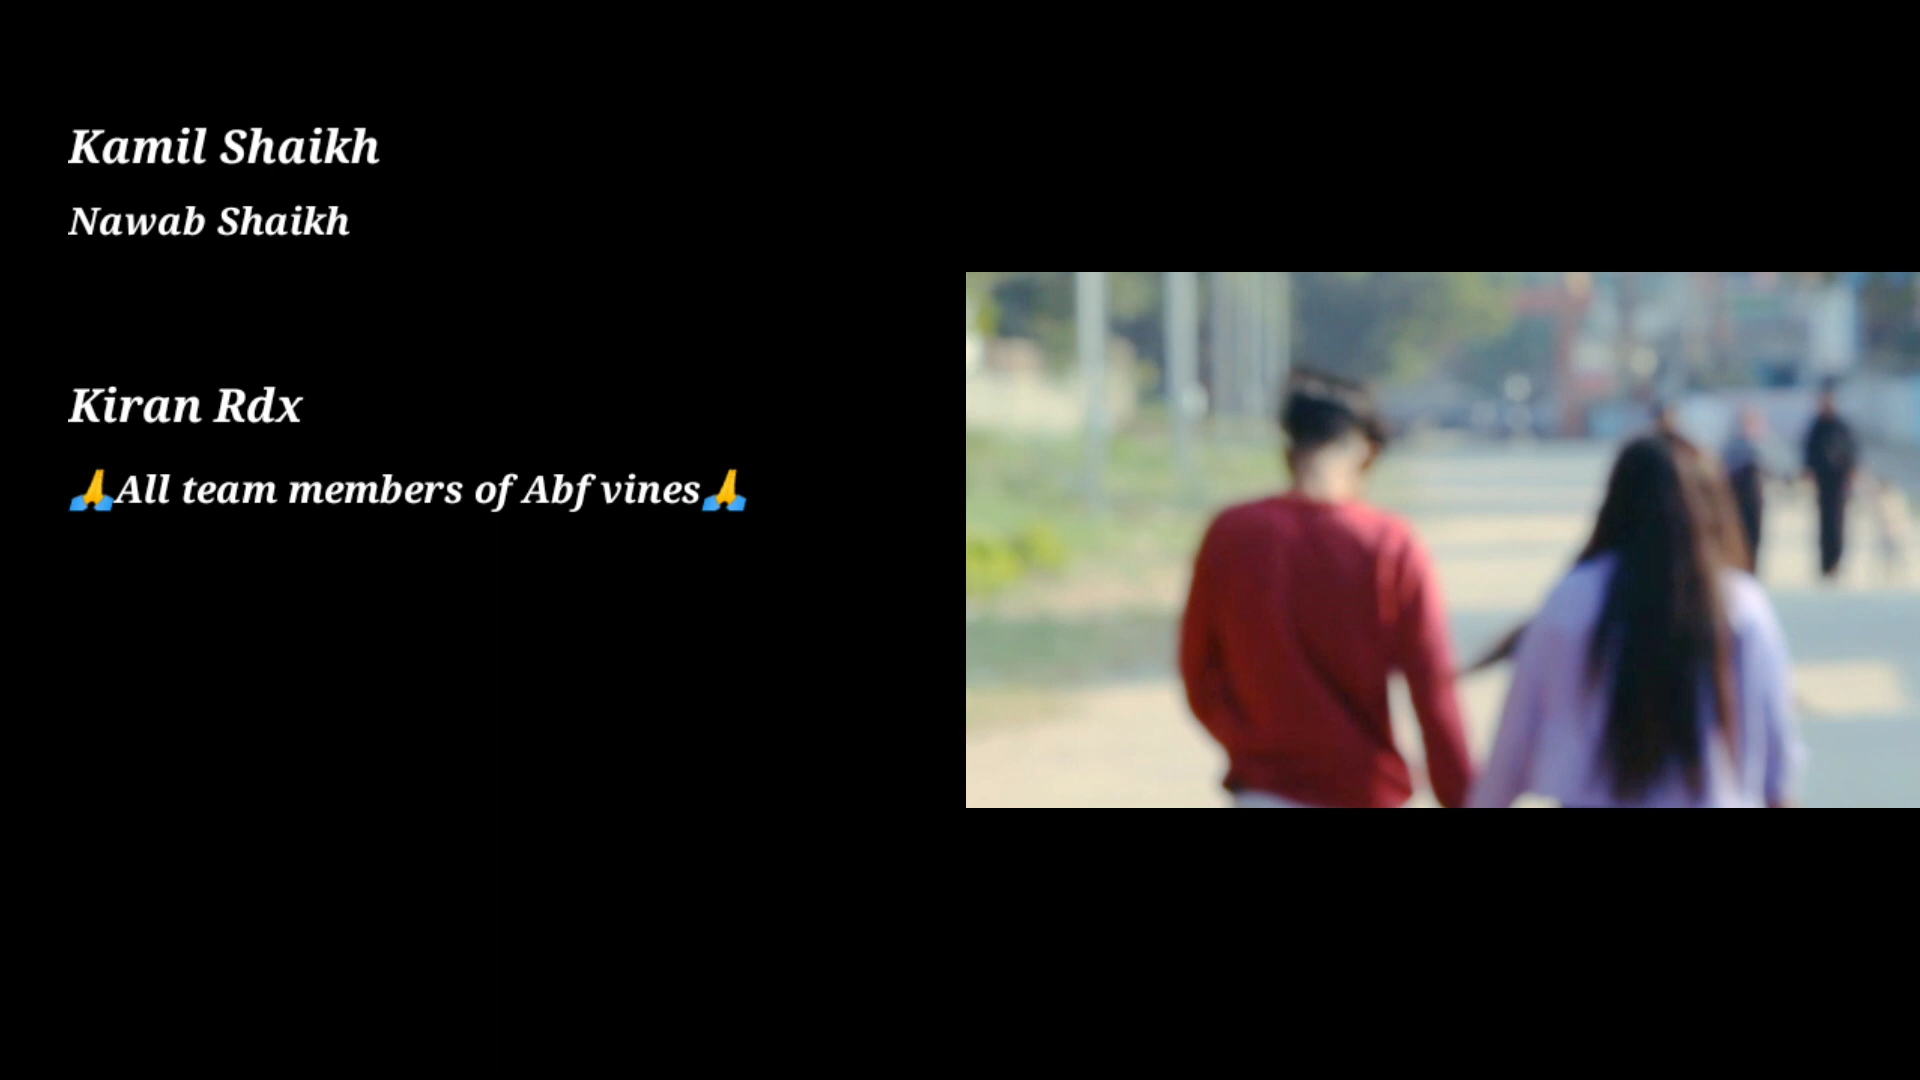 Kamil Shaikh
Nawab Shaikh
Kiran Rdx
🙏All team members of Abf vines🙏